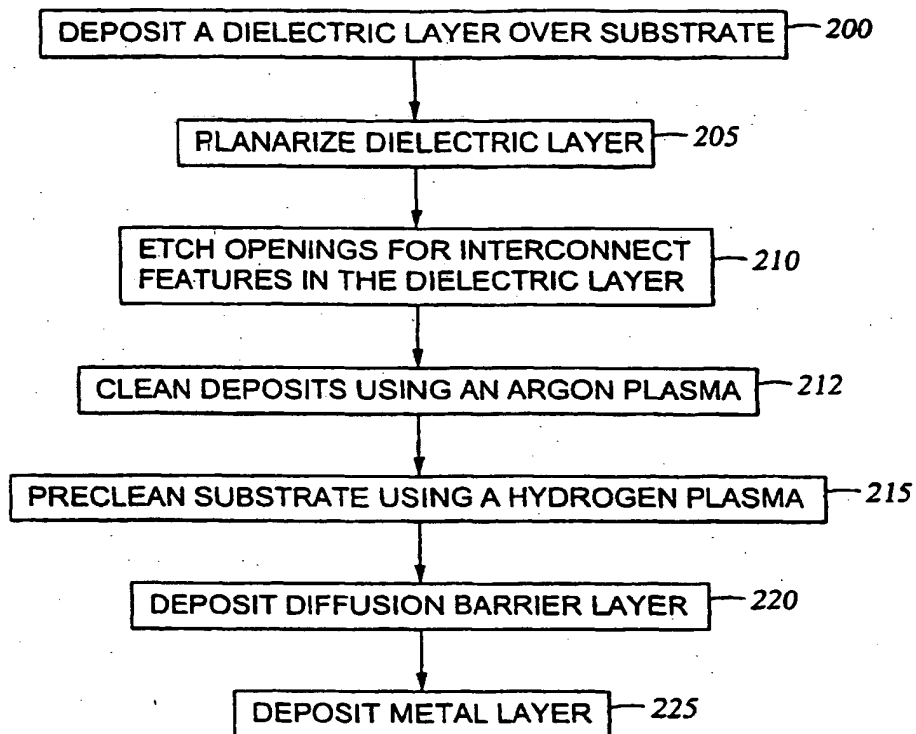 DEPOSIT A DIELECTRIC LAYER OVER SUBSTRATE 200
PLANARIZE DIELECTRIC LAYER 205
ETCH OPENINGS FOR INTERCONNECT
FEATURES IN THE DIELECTRIC LAYER 210
CLEAN DEPOSITS USING AN ARGON PLASMA 212
PRECLEAN SUBSTRATE USING A HYDROGEN PLASMA 215
DEPOSIT DIFFUSION BARRIER LAYER 220
DEPOSIT METAL LAYER 225